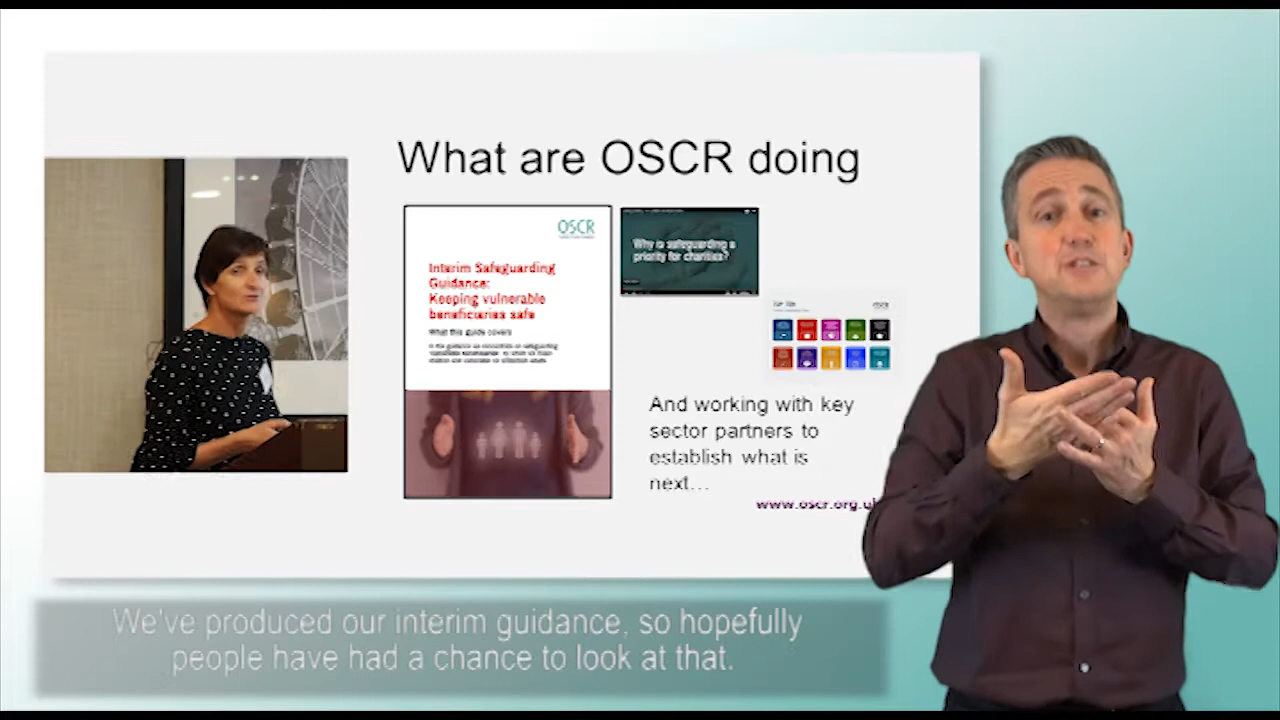 What are OSCR doing
OSCR
Interim Safeguarding
Guidance:
Keeping vulnerable
beneficiaries safe
What this guide covers
Why is safeguarding a
priority for charities?
OSCR
And working with key
sector partners to
establish what is
next...
www.oscr.org.uk
We've produced our interim guidance, so hopefully
people have had a chance to look at that.